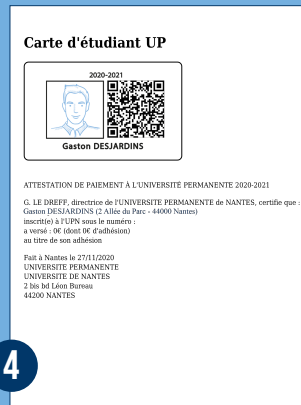 Carte d'étudiant UP
2020-2021
Gaston DESJARDINS
ATTESTATION DE PAIEMENT À L'UNIVERSITÉ PERMANENTE 2020-2021
G. LE DREFF, directrice de l'UNIVERSITE PERMANENTE de NANTES, certifie que :
Gaston DESJARDINS (2 Allée du Parc - 44000 Nantes)
inscrit(e) à l'UPN sous le numéro :
a versé : 0€ (dont 0€ d'adhésion)
au titre de son adhésion
Fait à Nantes le 27/11/2020
UNIVERSITE PERMANENTE
UNIVERSITE DE NANTES
2 bis bd Léon Bureau
44200 NANTES
4